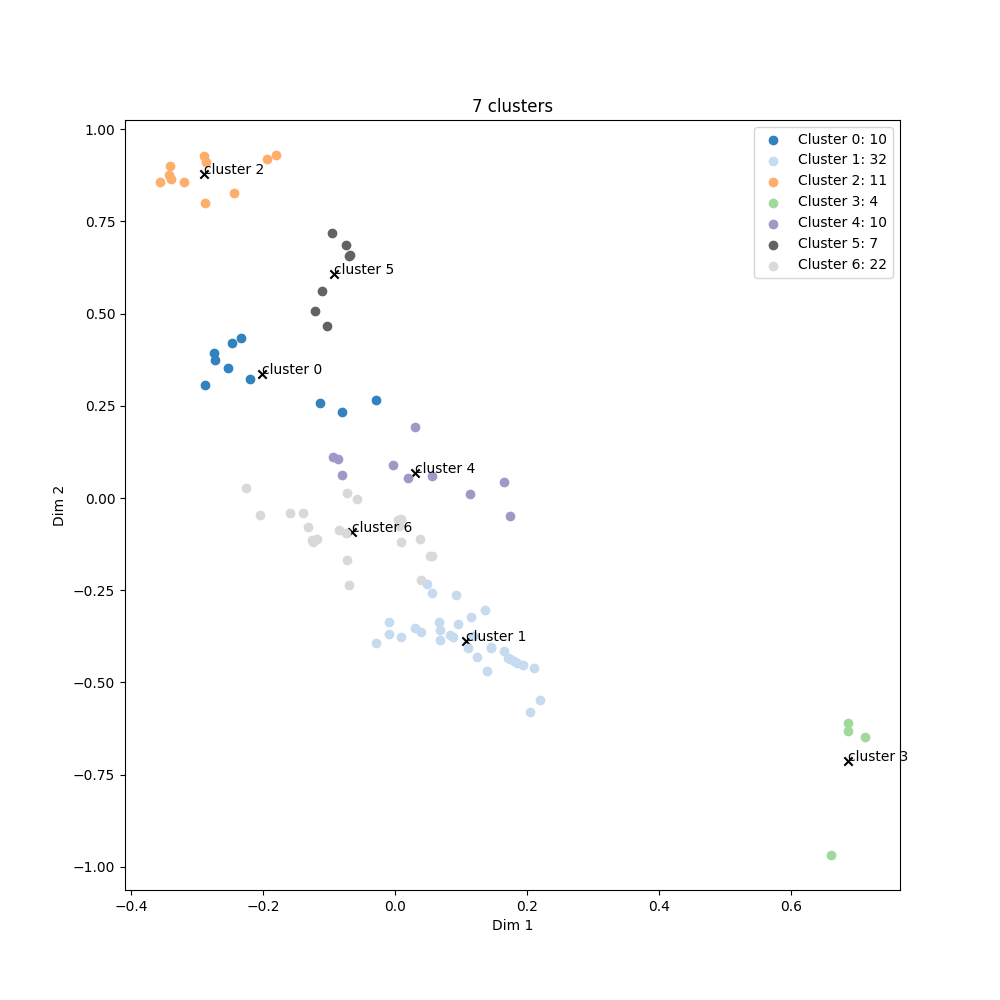 7 clusters
Cluster 0: 10
Cluster 1: 32
Cluster 2: 11
Cluster 3: 4
Cluster 4: 10
Cluster 5: 7
Cluster 6: 22
1.00
0.75
0.50
0.25
0.00
−0.25
−0.50
−0.75
−1.00
Dim 2
cluster 2
cluster 5
cluster 0
cluster 4
cluster 6
cluster 1
cluster 3
−0.4 −0.2 0.0 0.2 0.4 0.6
Dim 1